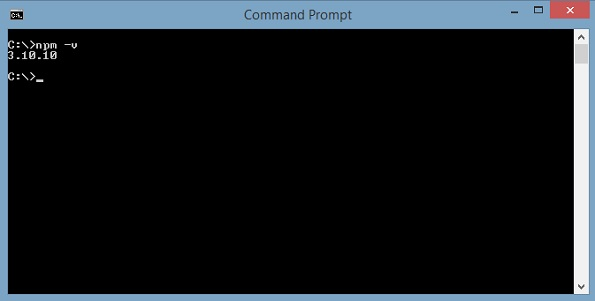 Command Prompt
C:\>npm -v
3.10.10
C:\>_